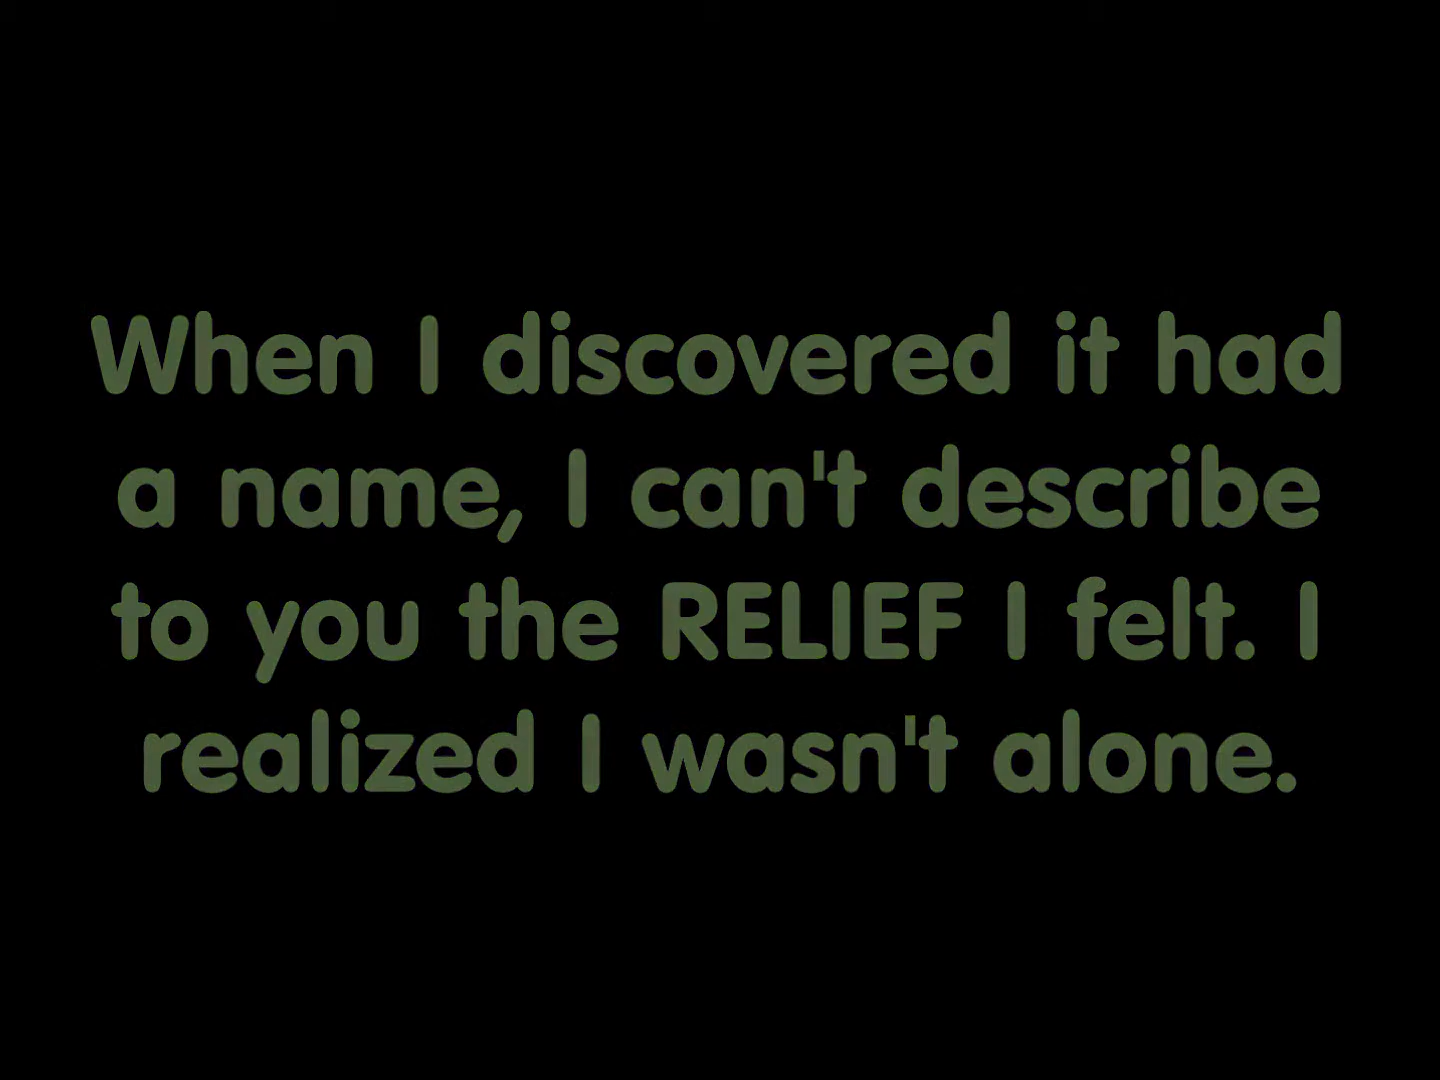 When I discovered it had
a name, I can't describe
to you the RELIEF I felt. I
realized I wasn't alone.